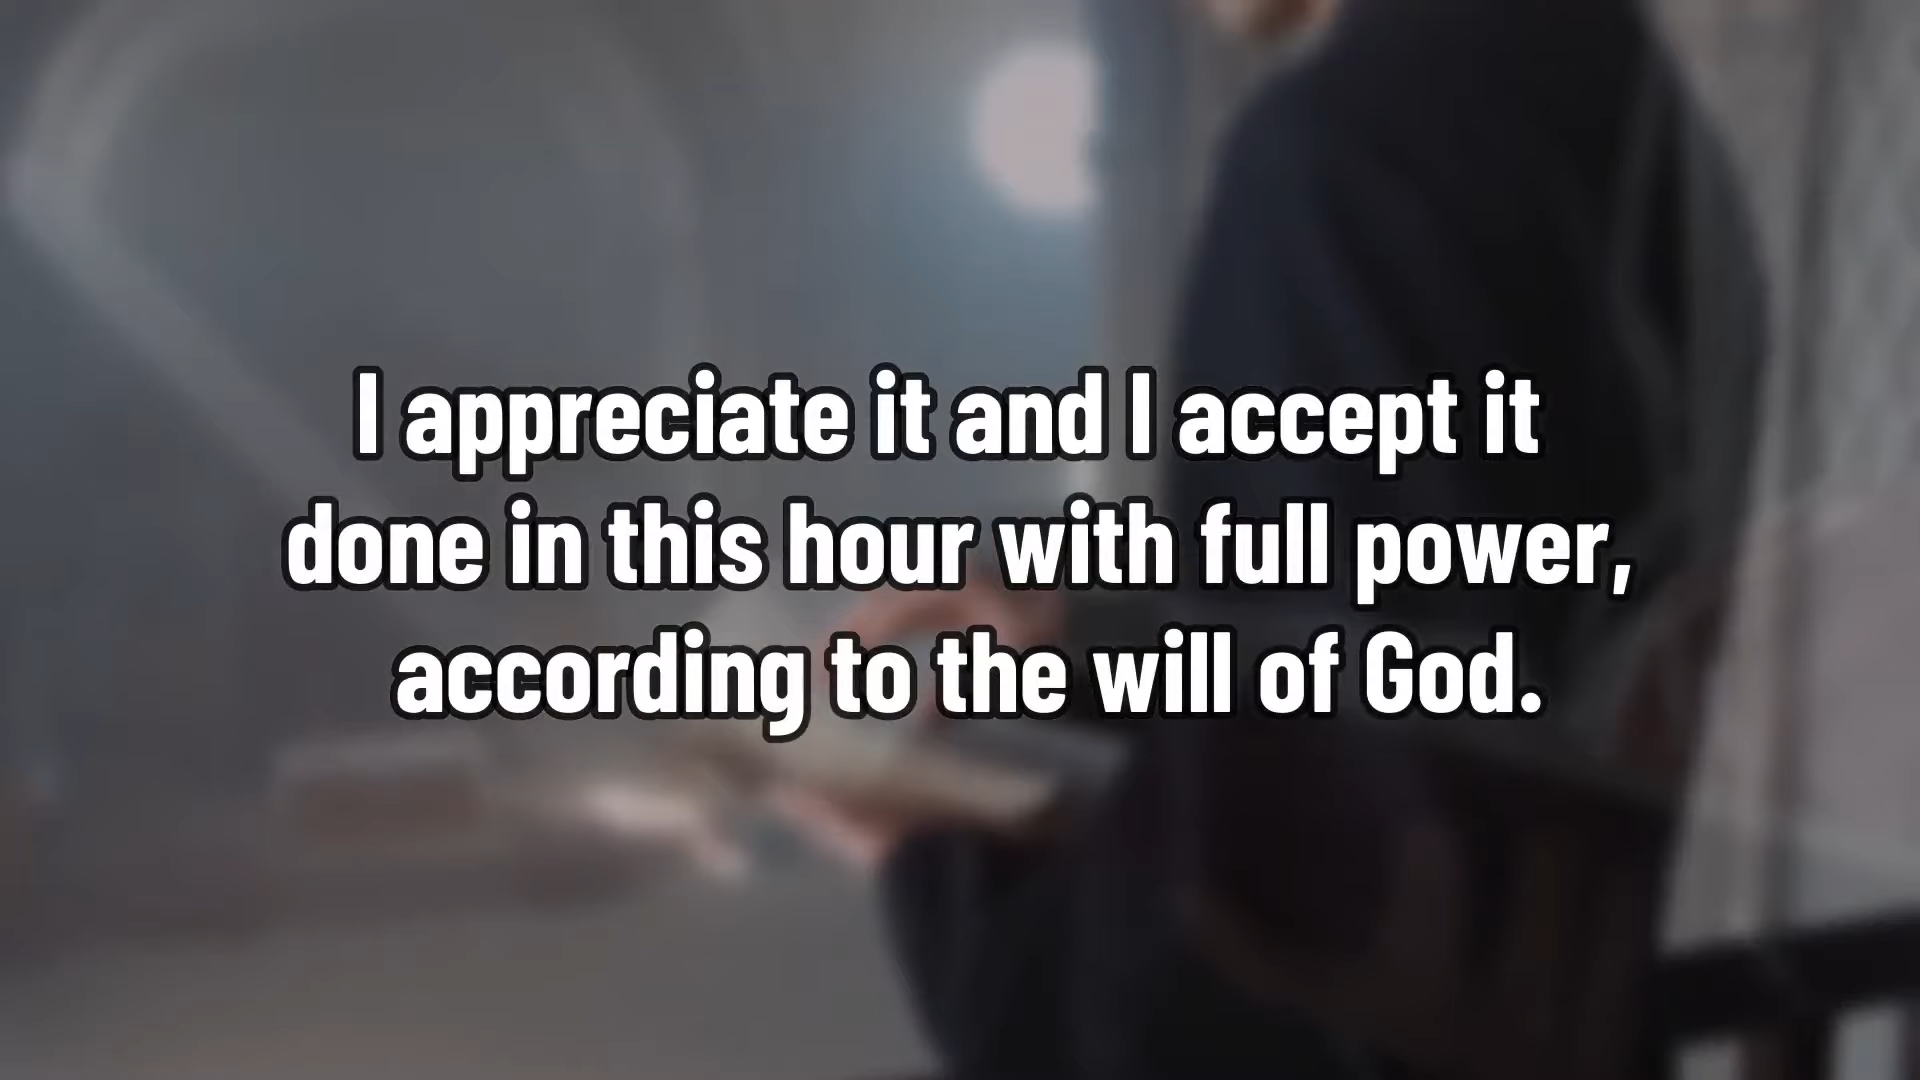 I appreciate it and I accept it
done in this hour with full power,
according to the will of God.